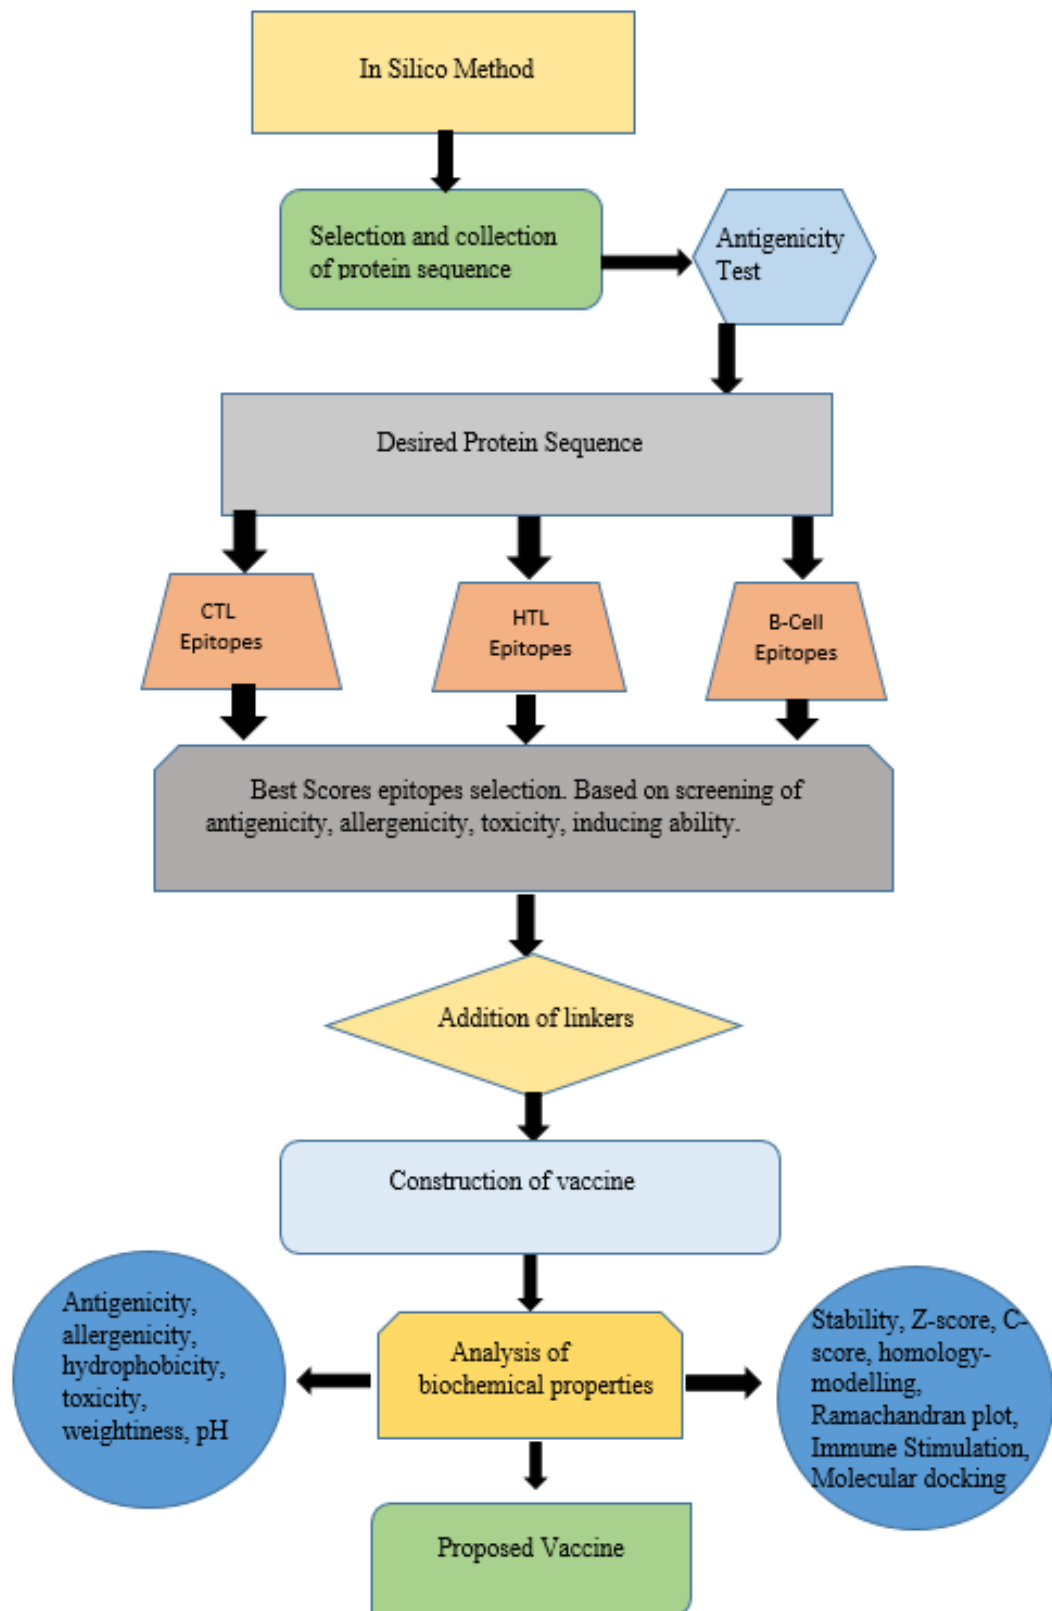 In Silico Method
Selection and collection
of protein sequence
Antigenicity
Test
Desired Protein Sequence
CTL
Epitopes
HTL
Epitopes
B-Cell
Epitopes
Best Scores epitopes selection. Based on screening of
antigenicity, allergenicity, toxicity, inducing ability.
Addition of linkers
Construction of vaccine
Antigenicity,
allergenicity,
hydrophobicity,
toxicity,
weightiness, pH
Analysis of
biochemical properties
Stability, Z-score, C-
score, homology-
modelling,
Ramachandran plot,
Immune Stimulation,
Molecular docking
Proposed Vaccine